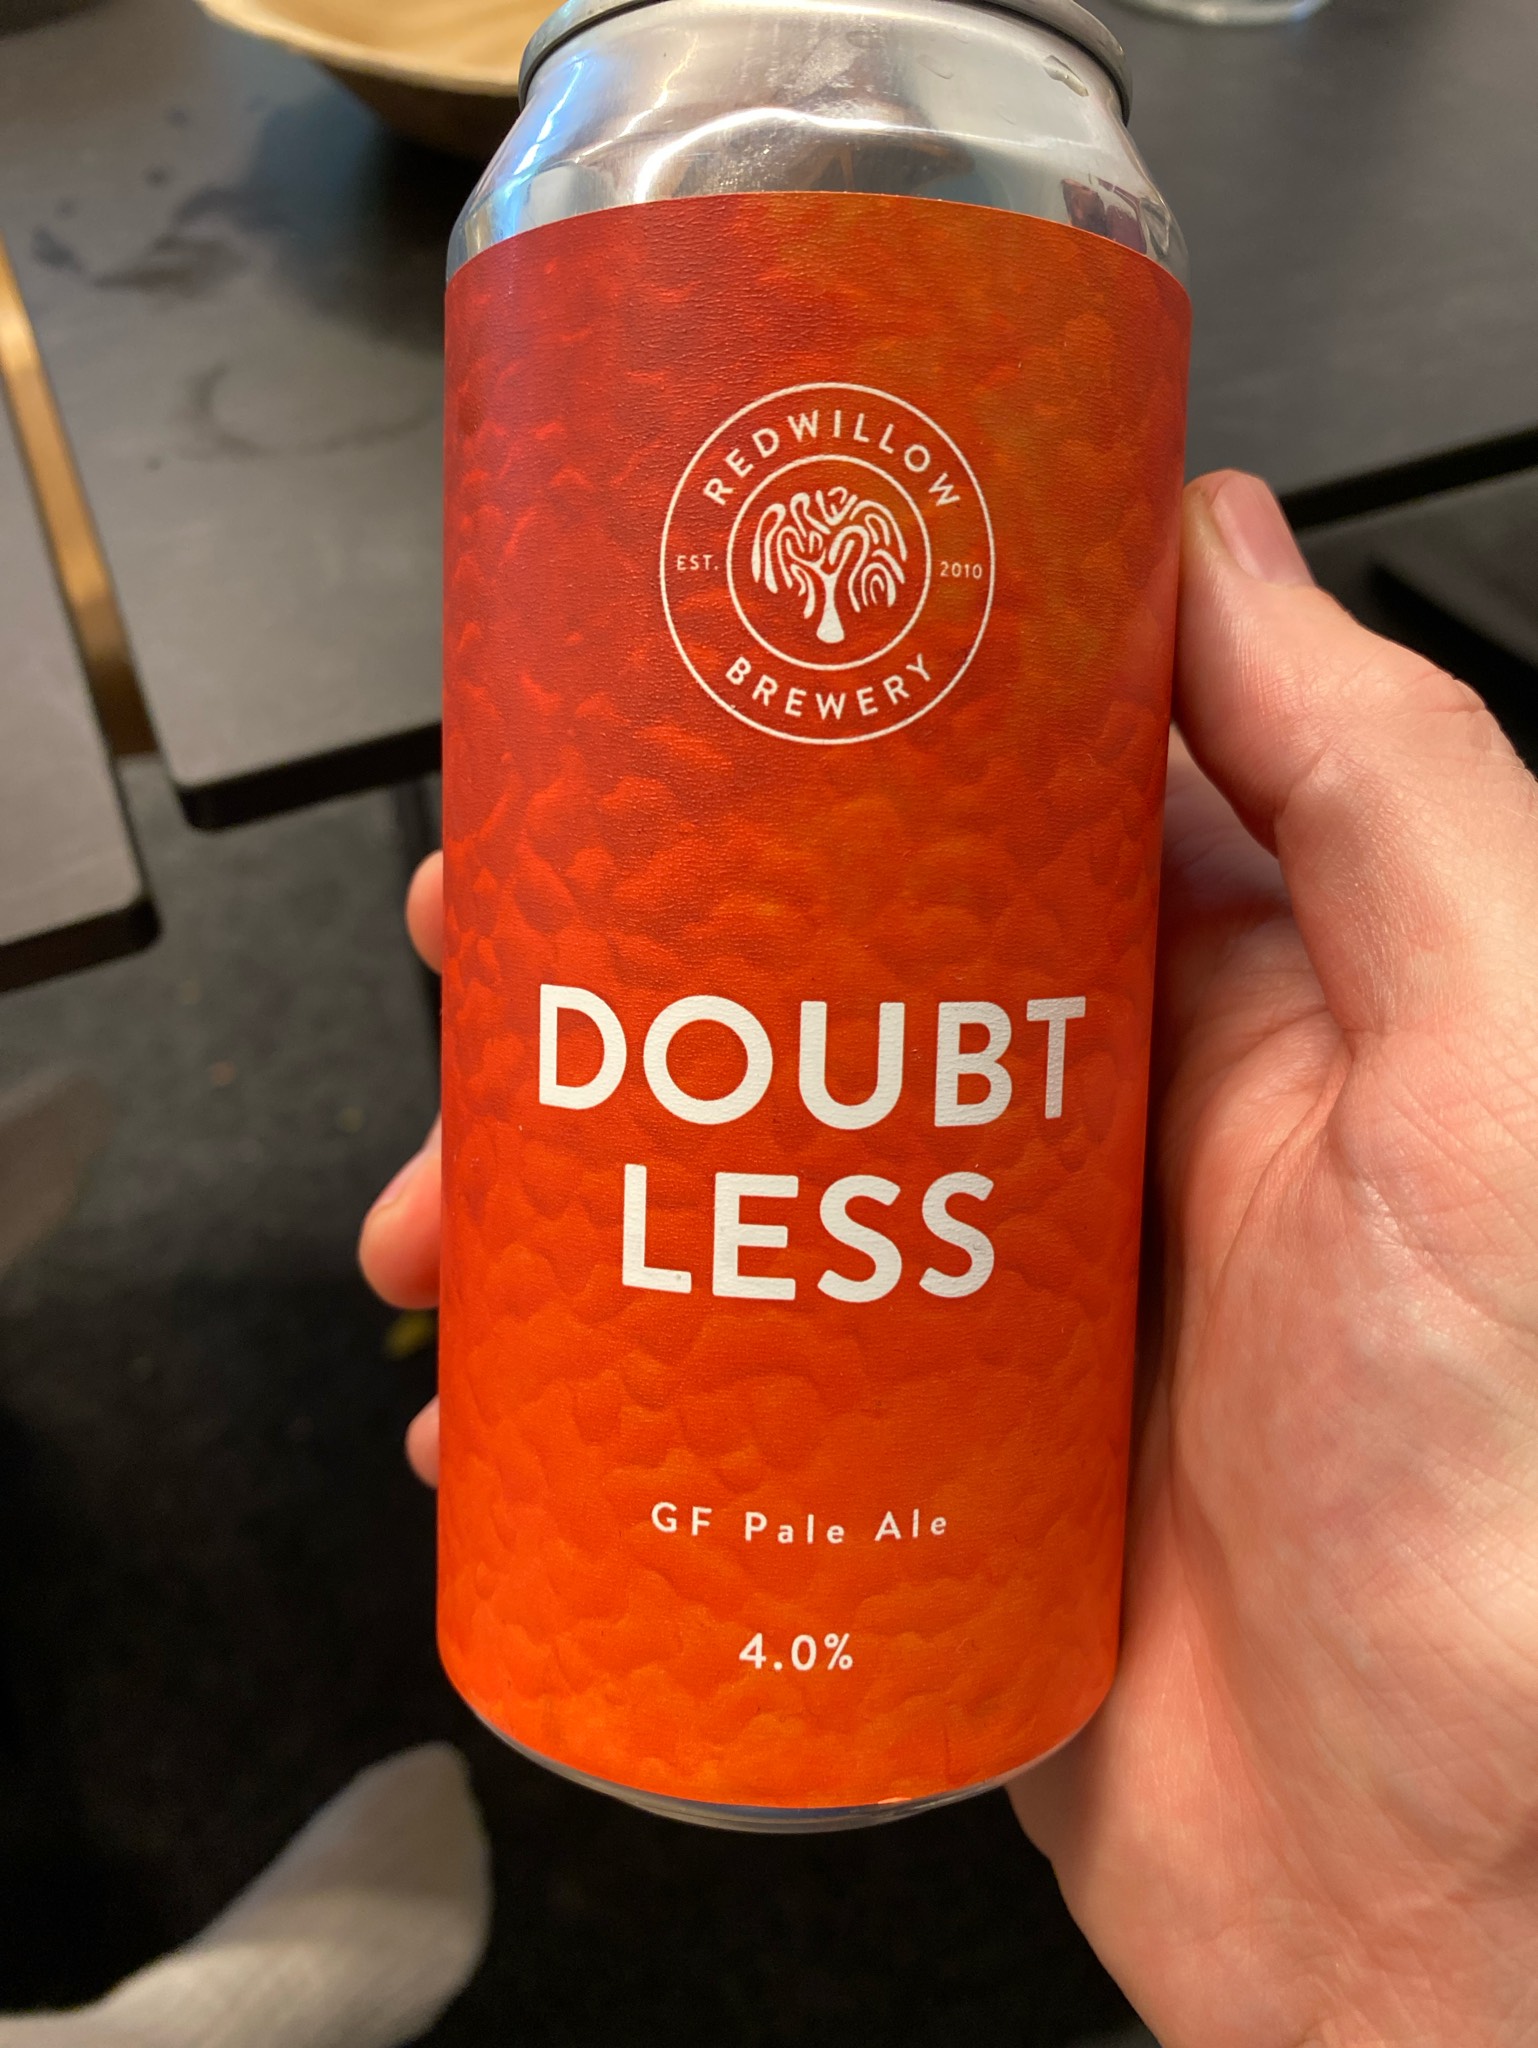 REDWILLOW
EST. 2010
BREWERY
DOUBT
LESS
GF Pale Ale
4.0%